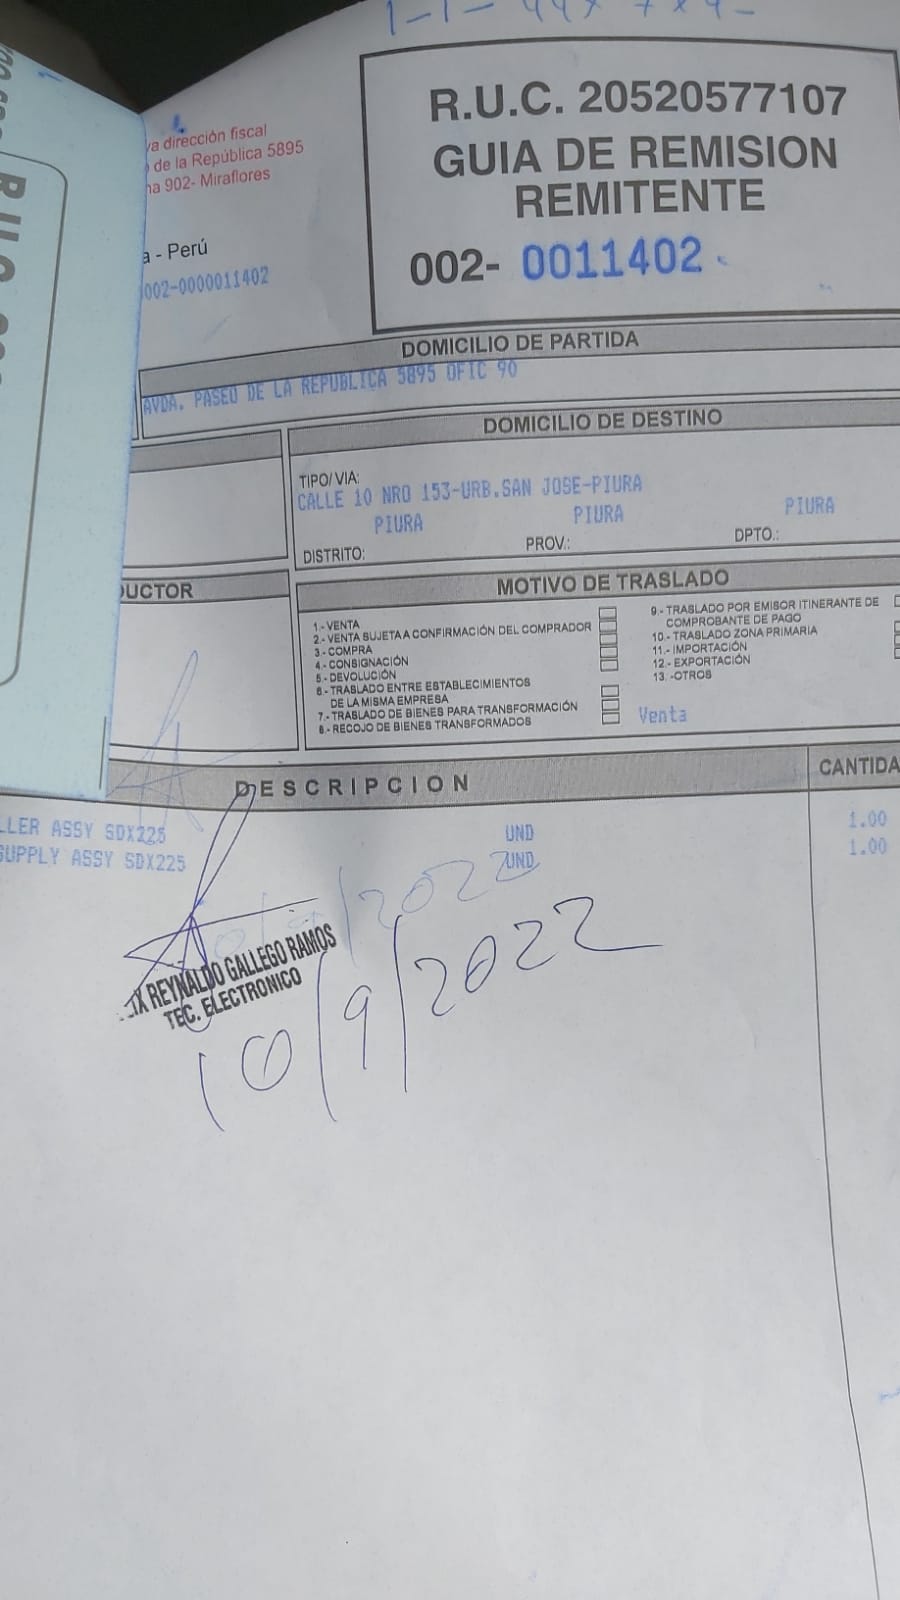 R.U.C. 20520577107
GUIA DE REMISION
REMITENTE
002- 0011402
va dirección fiscal
de la República 5895
na 902- Miraflores
a - Perú
002-0000011402
DOMICILIO DE PARTIDA
AVDA. PASEO DE LA REPUBLICA 5895 OFIC 90
DOMICILIO DE DESTINO
TIPO/VIA:
CALLE 10 NRO 153-URB.SAN JOSE-PIURA
PIURA PIURA PIURA
DISTRITO: PROV.: DPTO.:
DUCTOR
MOTIVO DE TRASLADO
1.- VENTA
2.- VENTA SUJETA A CONFIRMACIÓN DEL COMPRADOR
3.- COMPRA
4.- CONSIGNACIÓN
5.- DEVOLUCIÓN
6.- TRASLADO ENTRE ESTABLECIMIENTOS
DE LA MISMA EMPRESA
7.- TRASLADO DE BIENES PARA TRANSFORMACIÓN
8.- RECOJO DE BIENES TRANSFORMADOS
9.- TRASLADO POR EMISOR ITINERANTE DE
COMPROBANTE DE PAGO
10.- TRASLADO ZONA PRIMARIA
11.- IMPORTACIÓN
12.- EXPORTACIÓN
13. -OTROS
Venta
DESCRIPCION CANTIDA
LLER ASSY SDX225 UND 1.00
SUPPLY ASSY SDX225 UND 1.00
IX REYNALDO GALLEGO RAMOS
TEC. ELECTRONICO
10/9/2022